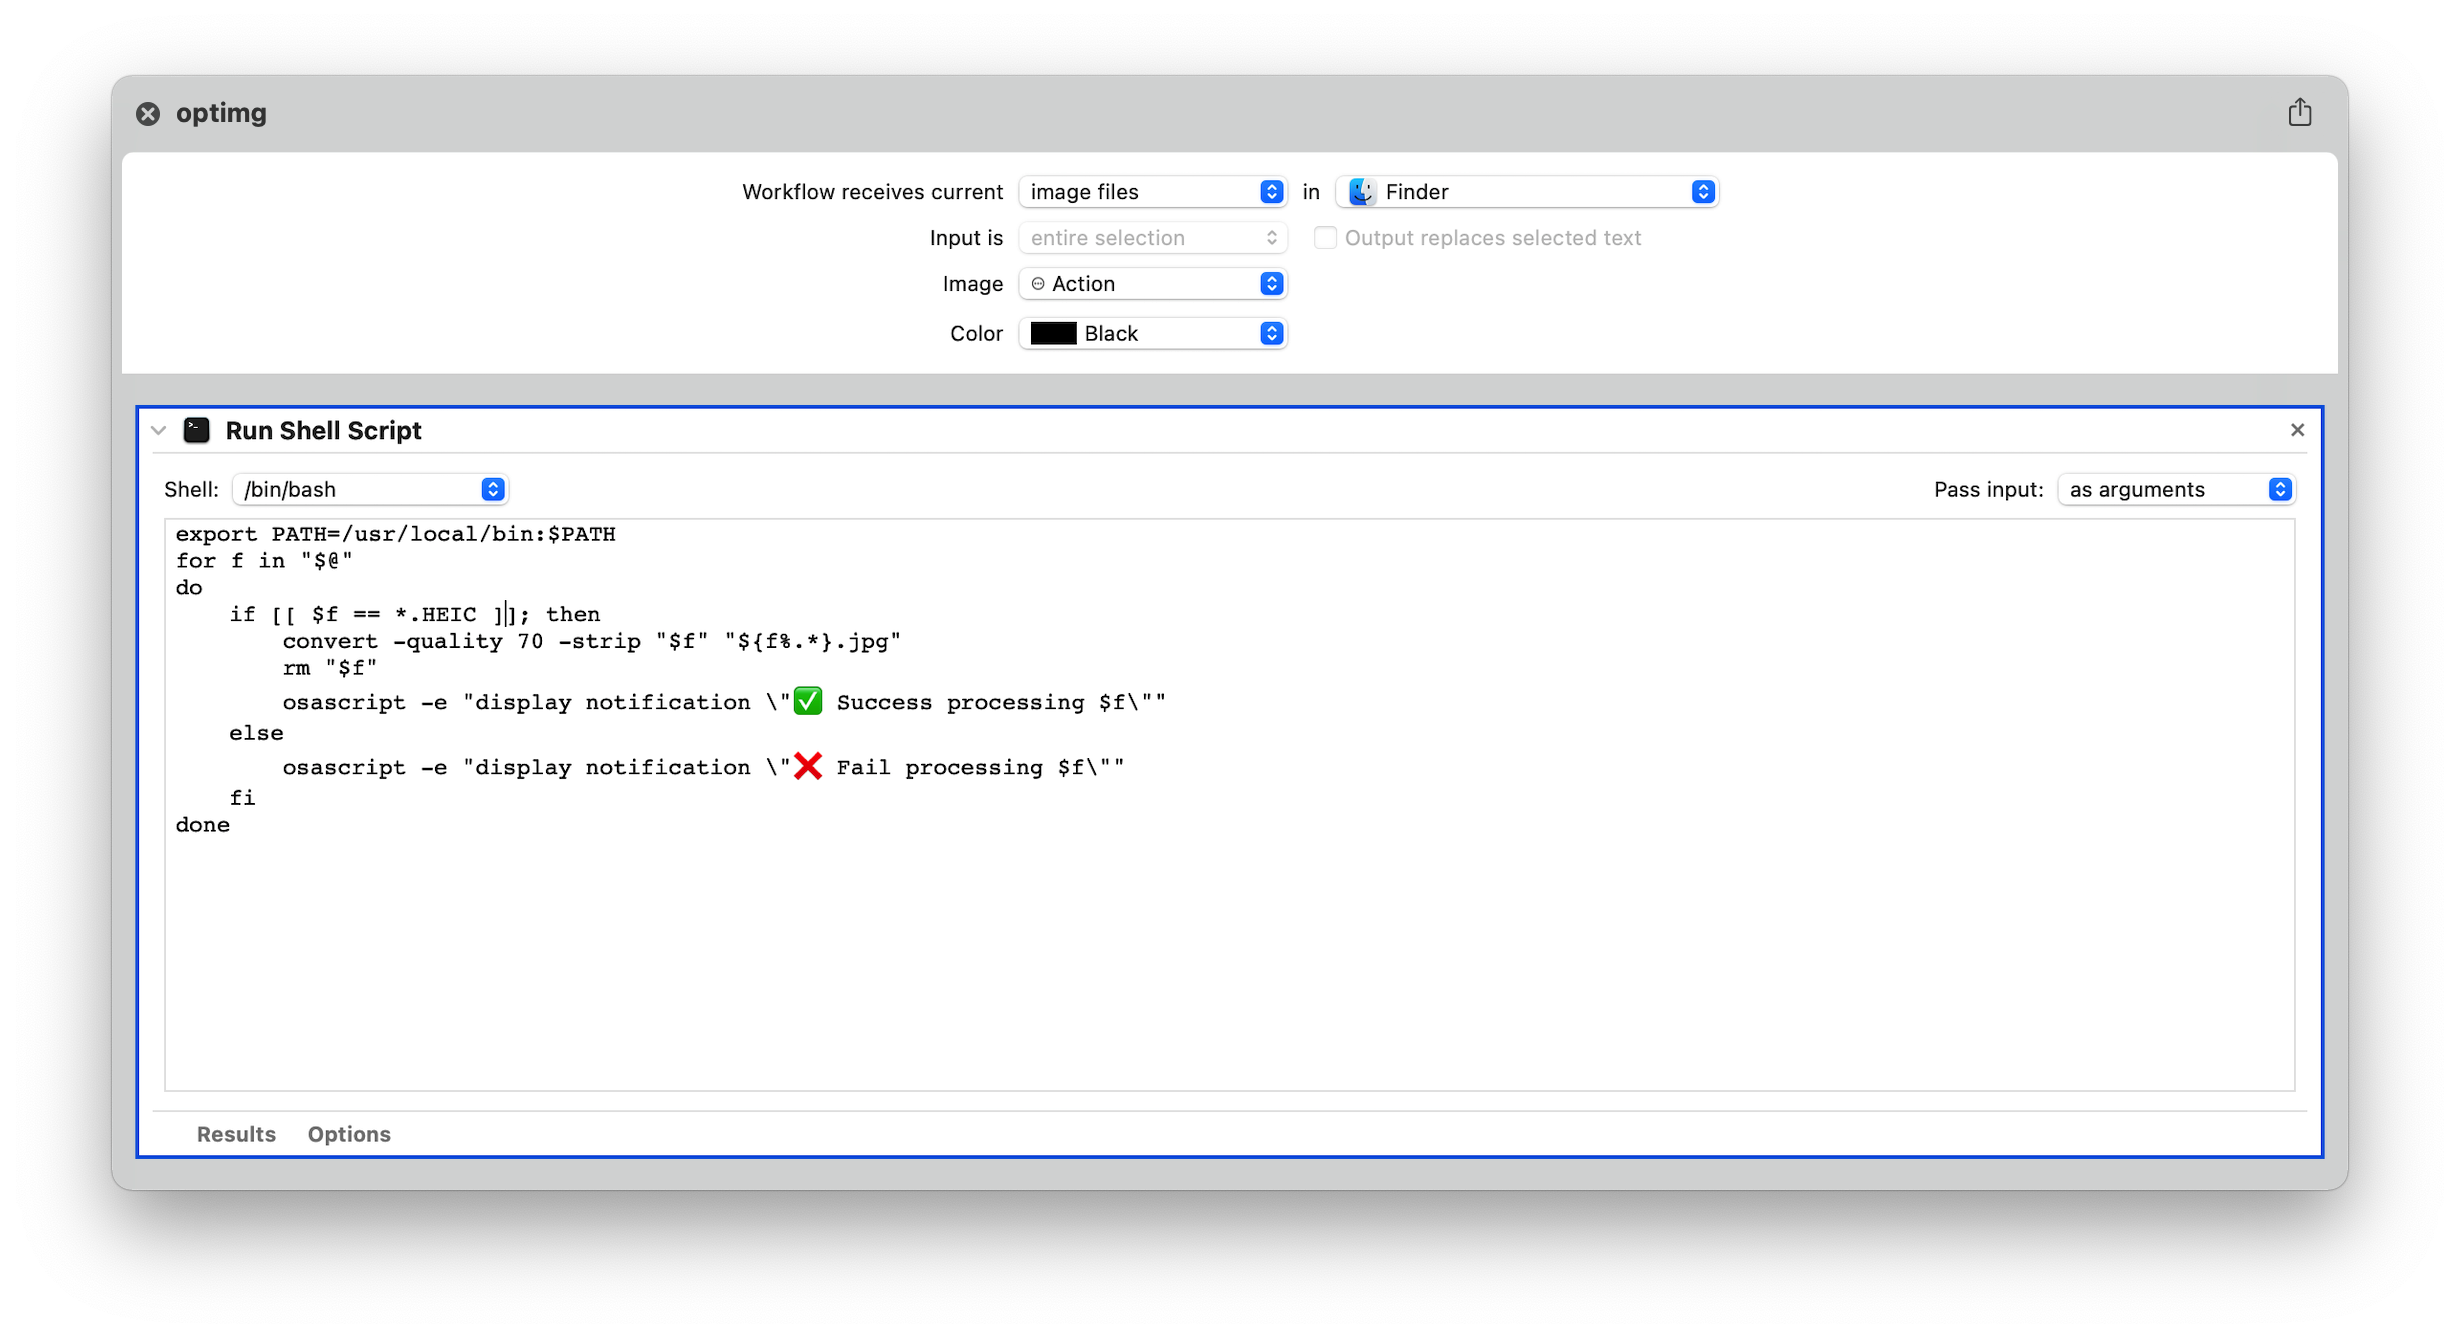 optimg
Workflow receives current image files in Finder
Input is entire selection Output replaces selected text
Image Action
Color Black
Run Shell Script
Shell: /bin/bash Pass input: as arguments
export PATH=/usr/local/bin:$PATH
for f in "$@"
do
    if [[ $f == *.HEIC ]]; then
        convert -quality 70 -strip "$f" "${f%.*}.jpg"
        rm "$f"
        osascript -e "display notification \"✅ Success processing $f\""
    else
        osascript -e "display notification \"❌ Fail processing $f\""
    fi
done
Results Options